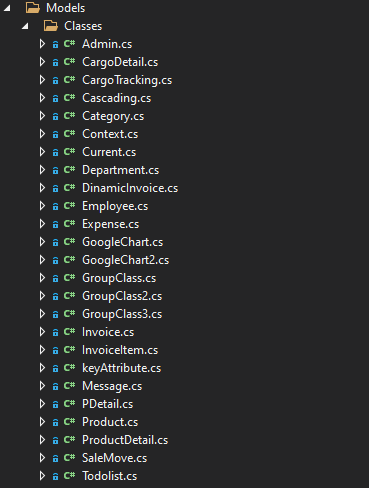 Models
Classes
C# Admin.cs
C# CargoDetail.cs
C# CargoTracking.cs
C# Cascading.cs
C# Category.cs
C# Context.cs
C# Current.cs
C# Department.cs
C# DinamicInvoice.cs
C# Employee.cs
C# Expense.cs
C# GoogleChart.cs
C# GoogleChart2.cs
C# GroupClass.cs
C# GroupClass2.cs
C# GroupClass3.cs
C# Invoice.cs
C# InvoiceItem.cs
C# keyAttribute.cs
C# Message.cs
C# PDetail.cs
C# Product.cs
C# ProductDetail.cs
C# SaleMove.cs
C# Todolist.cs